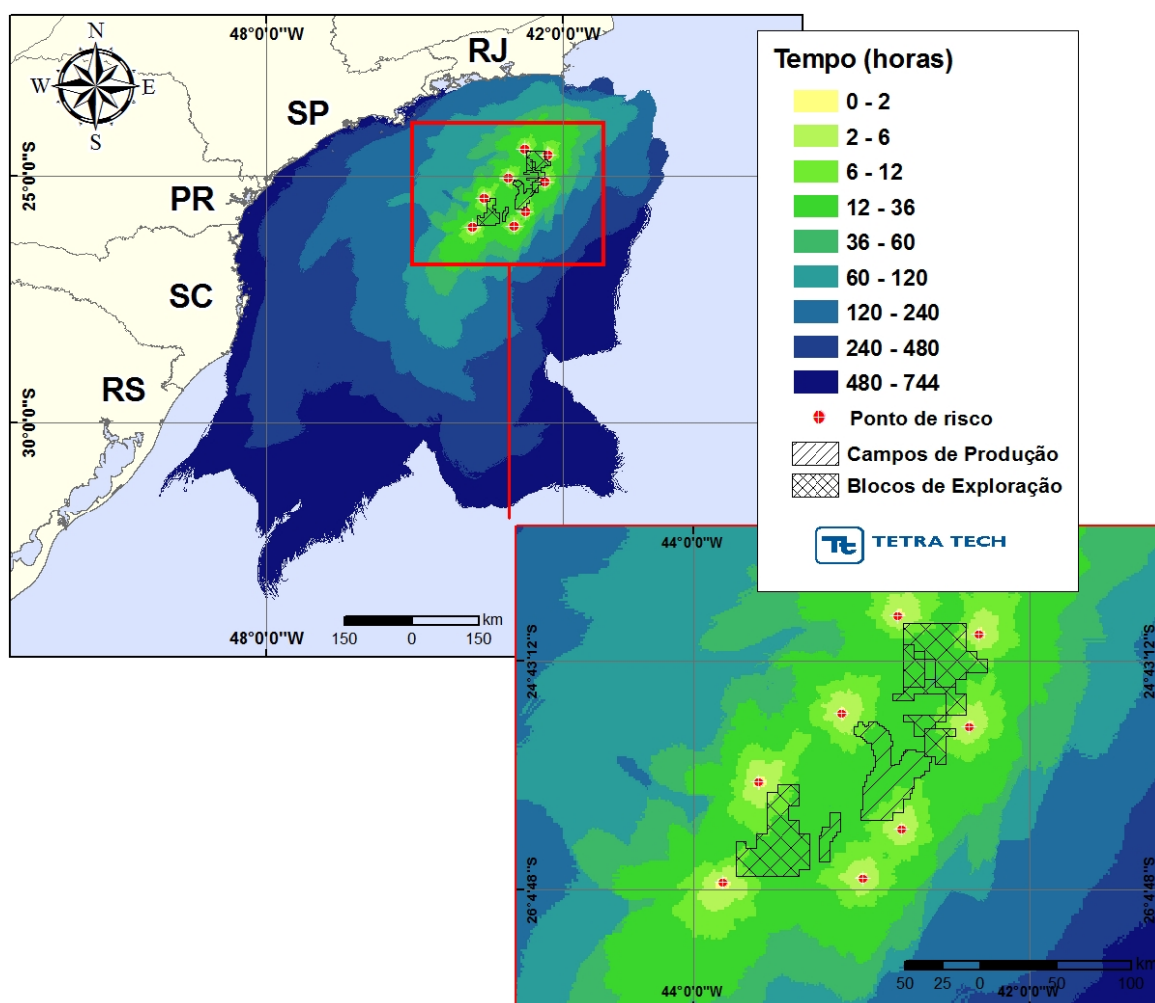 48°0'0"W
42°0'0"W
N
W
E
S
RJ
SP
25°0'0"S
PR
SC
RS
30°0'0"S
km
150
0
150
48°0'0"W
42°0'0"W
Tempo (horas)
0 - 2
2 - 6
6 - 12
12 - 36
36 - 60
60 - 120
120 - 240
240 - 480
480 - 744
Ponto de risco
Campos de Produção
Blocos de Exploração
Tt TETRA TECH
44°0'0"W
24°43'12"S
24°43'12"S
26°4'48"S
26°4'48"S
km
50 25 0 50 100
44°0'0"W
42°0'0"W